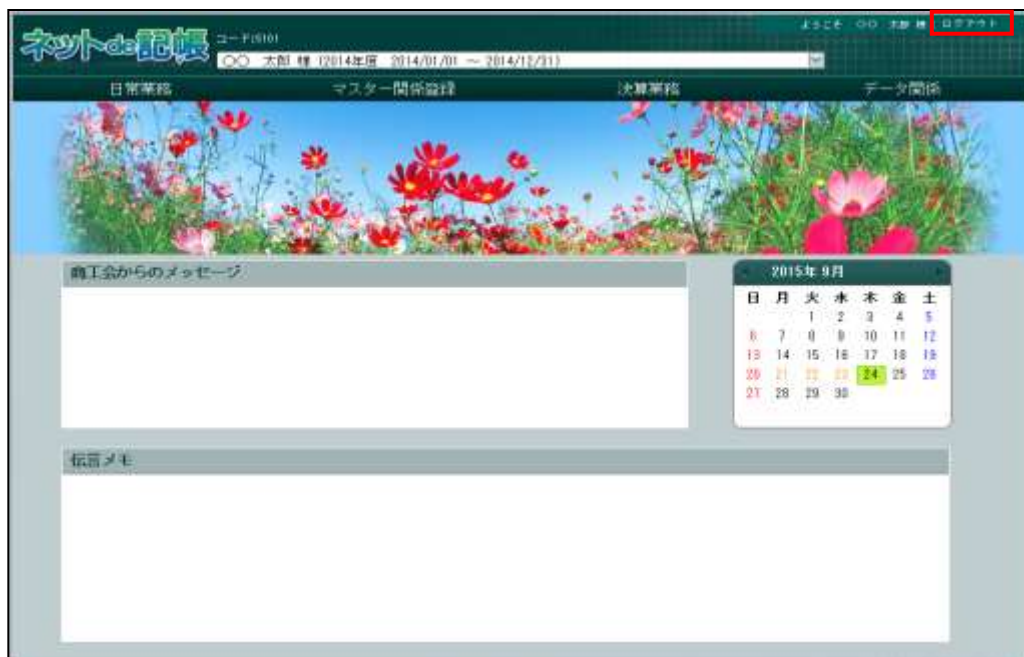 ようこそ 〇〇 太郎 様 ログアウト
ネットde記帳 コード:S101
〇〇 太郎 様 (2014年度 2014/01/01 ～ 2014/12/31)
日常業務 マスター関係登録 決算業務 データ関係
商工会からのメッセージ
2015年 9月
日 月 火 水 木 金 土
1 2 3 4 5
6 7 8 9 10 11 12
13 14 15 16 17 18 19
20 21 22 23 24 25 26
27 28 29 30
伝言メモ